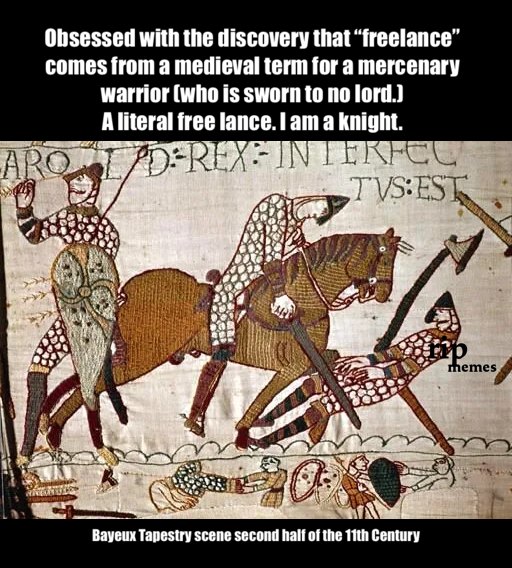 Obsessed with the discovery that “freelance”
comes from a medieval term for a mercenary
warrior (who is sworn to no lord.)
A literal free lance. I am a knight.
ARO L D:-REX:- INTERFEC
TVS:EST
rip
memes
Bayeux Tapestry scene second half of the 11th Century